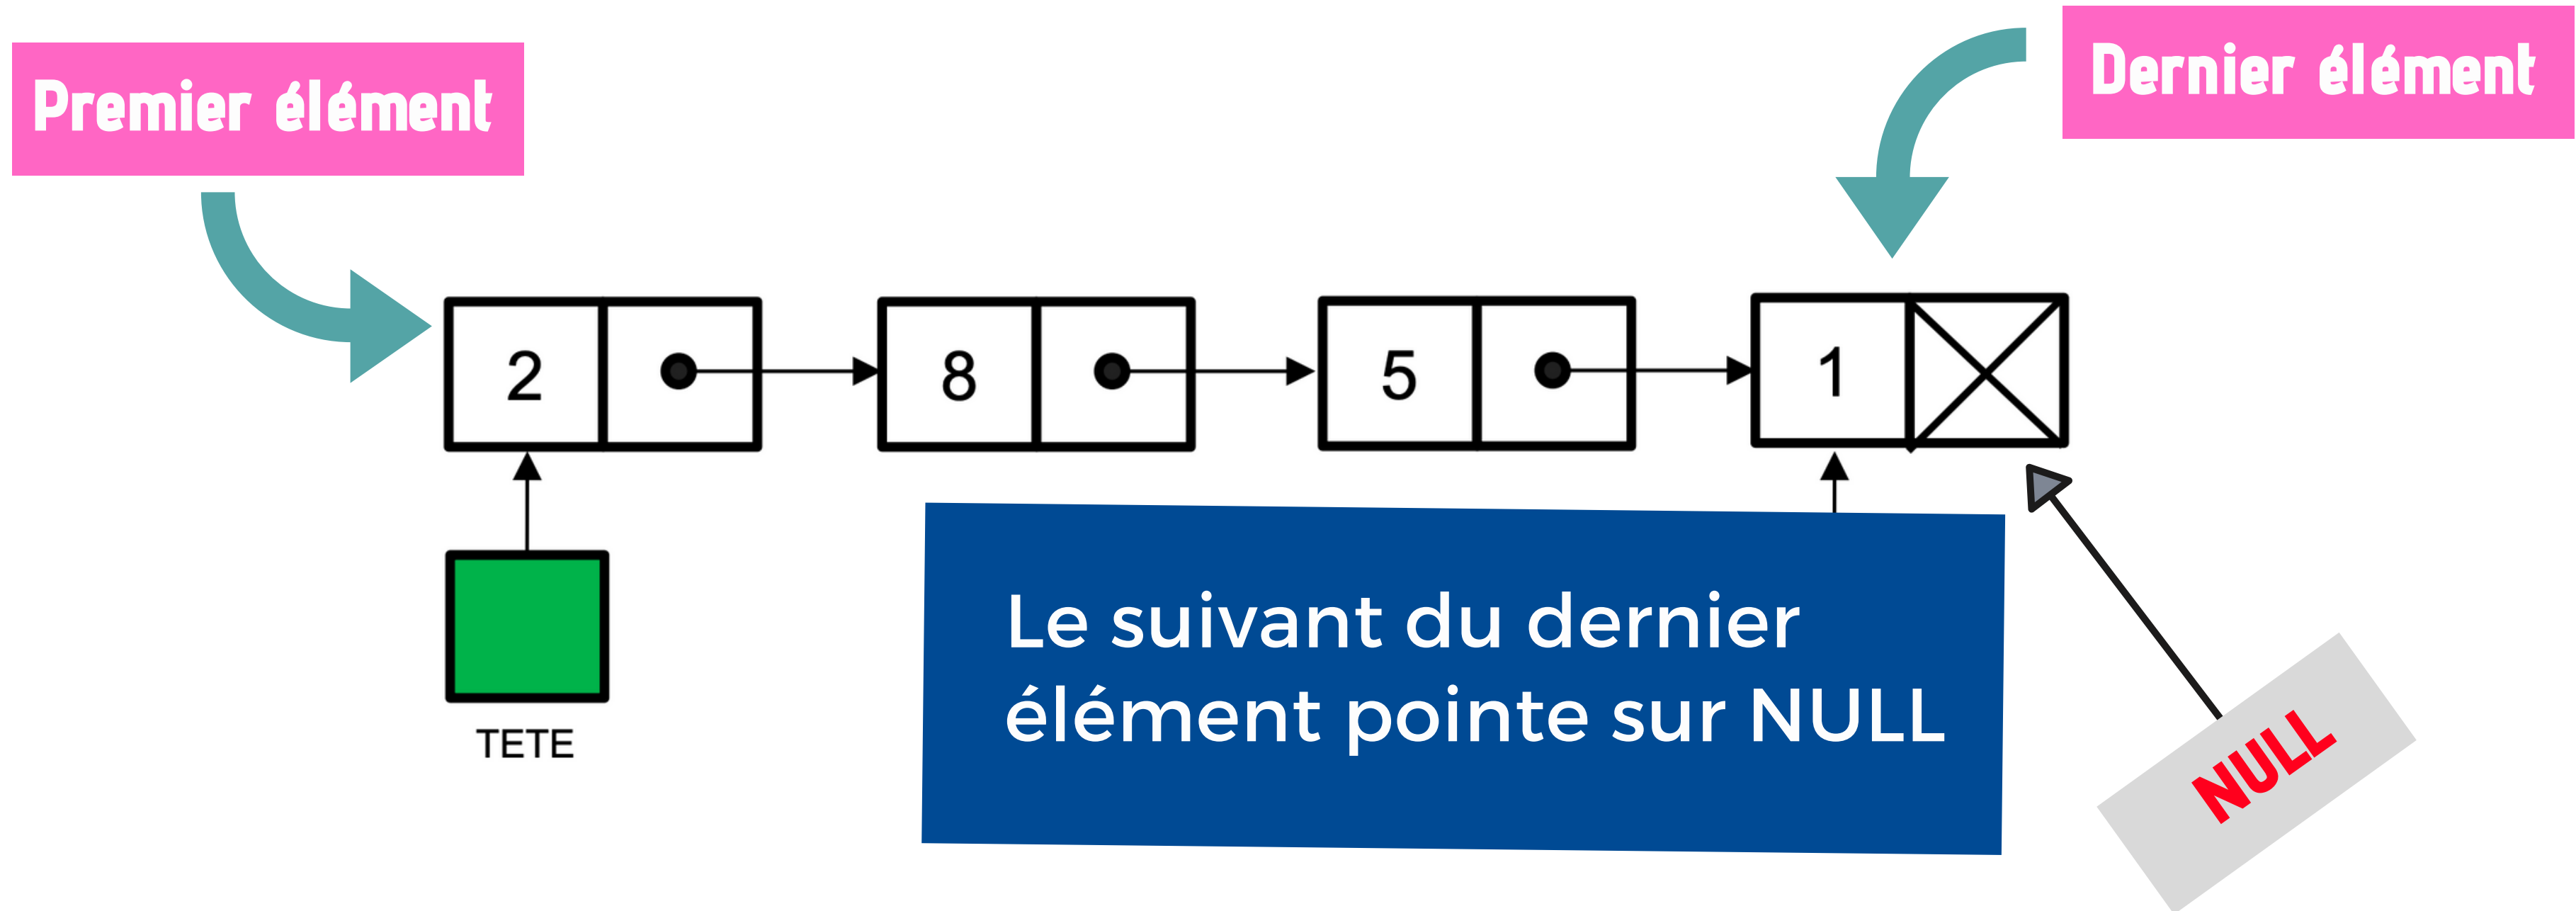 Premier élément
Dernier élément
2
8
5
1
TETE
Le suivant du dernier
élément pointe sur NULL
NULL